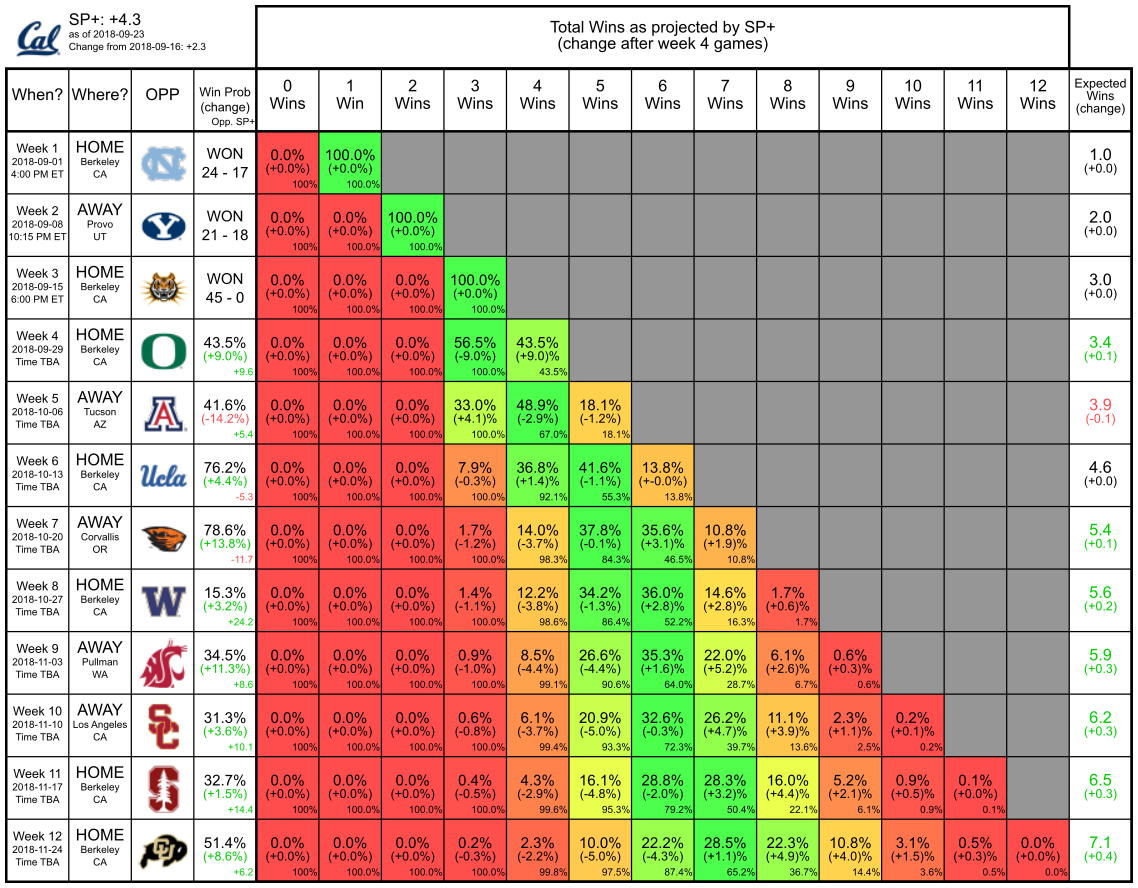 Cal
SP+: +4.3
as of 2018-09-23
Change from 2018-09-16: +2.3
Total Wins as projected by SP+
(change after week 4 games)
When? Where? OPP Win Prob (change) Opp. SP+ 0 Wins 1 Win 2 Wins 3 Wins 4 Wins 5 Wins 6 Wins 7 Wins 8 Wins 9 Wins 10 Wins 11 Wins 12 Wins Expected Wins (change)
Week 1 HOME NC WON 0.0% 100.0% 1.0
2018-09-01 Berkeley 24 - 17 (+0.0%) (+0.0%) (+0.0)
4:00 PM ET CA 100% 100.0%
Week 2 AWAY Y WON 0.0% 0.0% 100.0% 2.0
2018-09-08 Provo 21 - 18 (+0.0%) (+0.0%) (+0.0%) (+0.0)
10:15 PM ET UT 100% 100.0% 100.0%
Week 3 HOME WON 0.0% 0.0% 0.0% 100.0% 3.0
2018-09-15 Berkeley 45 - 0 (+0.0%) (+0.0%) (+0.0%) (+0.0%) (+0.0)
6:00 PM ET CA 100% 100.0% 100.0% 100.0%
Week 4 HOME O 43.5% 0.0% 0.0% 0.0% 56.5% 43.5% 3.4
2018-09-29 Berkeley (+9.0%) (+0.0%) (+0.0%) (+0.0%) (-9.0%) (+9.0)% (+0.1)
Time TBA CA +9.6 100% 100.0% 100.0% 100.0% 43.5%
Week 5 AWAY A 41.6% 0.0% 0.0% 0.0% 33.0% 48.9% 18.1% 3.9
2018-10-06 Tucson (-14.2%) (+0.0%) (+0.0%) (+0.0%) (+4.1)% (-2.9%) (-1.2%) (-0.1)
Time TBA AZ +5.4 100% 100.0% 100.0% 100.0% 67.0% 18.1%
Week 6 HOME Ucla 76.2% 0.0% 0.0% 0.0% 7.9% 36.8% 41.6% 13.8% 4.6
2018-10-13 Berkeley (+4.4%) (+0.0%) (+0.0%) (+0.0%) (-0.3%) (+1.4)% (-1.1%) (+-0.0%) (+0.0)
Time TBA CA -5.3 100% 100.0% 100.0% 100.0% 92.1% 55.3% 13.8%
Week 7 AWAY 78.6% 0.0% 0.0% 0.0% 1.7% 14.0% 37.8% 35.6% 10.8% 5.4
2018-10-20 Corvallis (+13.8%) (+0.0%) (+0.0%) (+0.0%) (-1.2%) (-3.7%) (-0.1%) (+3.1)% (+1.9)% (+0.1)
Time TBA OR -11.7 100% 100.0% 100.0% 100.0% 98.3% 84.3% 46.5% 10.8%
Week 8 HOME W 15.3% 0.0% 0.0% 0.0% 1.4% 12.2% 34.2% 36.0% 14.6% 1.7% 5.6
2018-10-27 Berkeley (+3.2%) (+0.0%) (+0.0%) (+0.0%) (-1.1%) (-3.8%) (-1.3%) (+2.8)% (+2.8)% (+0.6)% (+0.2)
Time TBA CA +24.2 100% 100.0% 100.0% 100.0% 98.6% 86.4% 52.2% 16.3% 1.7%
Week 9 AWAY WSC 34.5% 0.0% 0.0% 0.0% 0.9% 8.5% 26.6% 35.3% 22.0% 6.1% 0.6% 5.9
2018-11-03 Pullman (+11.3%) (+0.0%) (+0.0%) (+0.0%) (-1.0%) (-4.4%) (-4.4%) (+1.6)% (+5.2)% (+2.6)% (+0.3)% (+0.3)
Time TBA WA +8.6 100% 100.0% 100.0% 100.0% 99.1% 90.6% 64.0% 28.7% 6.7% 0.6%
Week 10 AWAY SC 31.3% 0.0% 0.0% 0.0% 0.6% 6.1% 20.9% 32.6% 26.2% 11.1% 2.3% 0.2% 6.2
2018-11-10 Los Angeles (+3.6%) (+0.0%) (+0.0%) (+0.0%) (-0.8%) (-3.7%) (-5.0%) (-0.3%) (+4.7)% (+3.9)% (+1.1)% (+0.1)% (+0.3)
Time TBA CA +10.1 100% 100.0% 100.0% 100.0% 99.4% 93.3% 72.3% 39.7% 13.6% 2.5% 0.2%
Week 11 HOME S 32.7% 0.0% 0.0% 0.0% 0.4% 4.3% 16.1% 28.8% 28.3% 16.0% 5.2% 0.9% 0.1% 6.5
2018-11-17 Berkeley (+1.5%) (+0.0%) (+0.0%) (+0.0%) (-0.5%) (-2.9%) (-4.8%) (-2.0%) (+3.2)% (+4.4)% (+2.1)% (+0.5)% (+0.0%) (+0.3)
Time TBA CA +14.4 100% 100.0% 100.0% 100.0% 99.6% 95.3% 79.2% 50.4% 22.1% 6.1% 0.9% 0.1%
Week 12 HOME CU 51.4% 0.0% 0.0% 0.0% 0.2% 2.3% 10.0% 22.2% 28.5% 22.3% 10.8% 3.1% 0.5% 0.0% 7.1
2018-11-24 Berkeley (+8.6%) (+0.0%) (+0.0%) (+0.0%) (-0.3%) (-2.2%) (-5.0%) (-4.3%) (+1.1)% (+4.9)% (+4.0)% (+1.5)% (+0.3)% (+0.0%) (+0.4)
Time TBA CA +6.2 100% 100.0% 100.0% 100.0% 99.8% 97.5% 87.4% 65.2% 36.7% 14.4% 3.6% 0.5% 0.0%